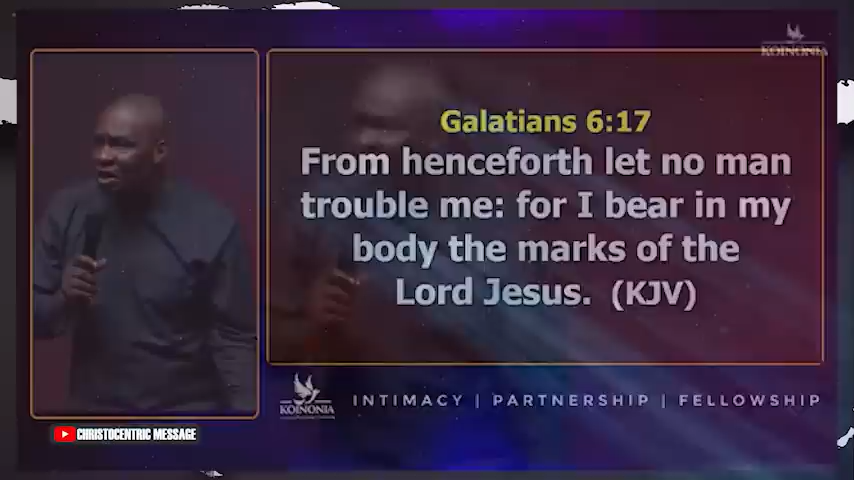 KOINONIA
Galatians 6:17
From henceforth let no man
trouble me: for I bear in my
body the marks of the
Lord Jesus. (KJV)
KOINONIA
INTIMACY | PARTNERSHIP | FELLOWSHIP
CHRISTOCENTRIC MESSAGE